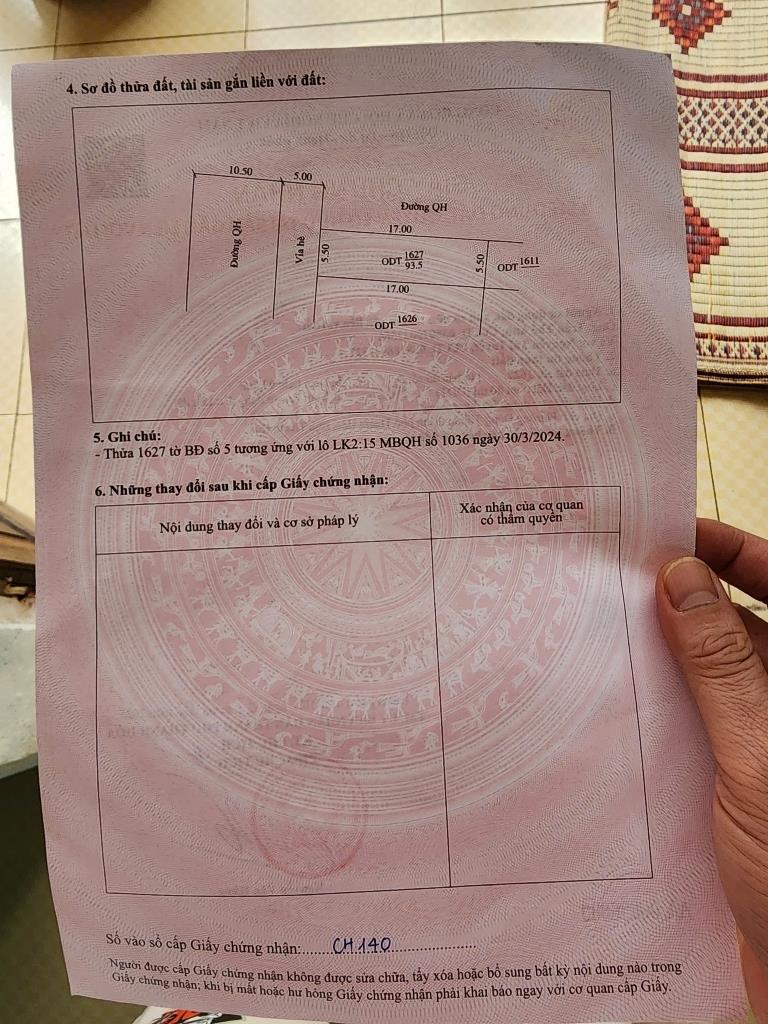 4. Sơ đồ thửa đất, tài sản gắn liền với đất:
10.50
5.00
Đường QH
17.00
Đường QH
Vỉa hè
5.50
ODT 1627
93.5
5.50
ODT 1611
17.00
ODT 1626
5. Ghi chú:
- Thửa 1627 tờ BĐ số 5 tương ứng với lô LK2:15 MBQH số 1036 ngày 30/3/2024.
6. Những thay đổi sau khi cấp Giấy chứng nhận:
Nội dung thay đổi và cơ sở pháp lý
Xác nhận của cơ quan
có thẩm quyền
Số vào sổ cấp Giấy chứng nhận: CH 140
Người được cấp Giấy chứng nhận không được sửa chữa, tẩy xóa hoặc bổ sung bất kỳ nội dung nào trong
Giấy chứng nhận; khi bị mất hoặc hư hỏng Giấy chứng nhận phải khai báo ngay với cơ quan cấp Giấy.